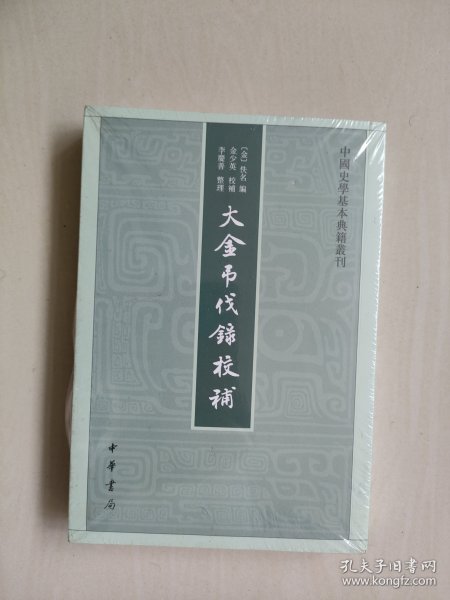 中國史學基本典籍叢刊
〔金〕佚名 編
金少英 校補
李慶善 整理
大金弔伐錄校補
中華書局
孔夫子旧书网
www.kongfz.com